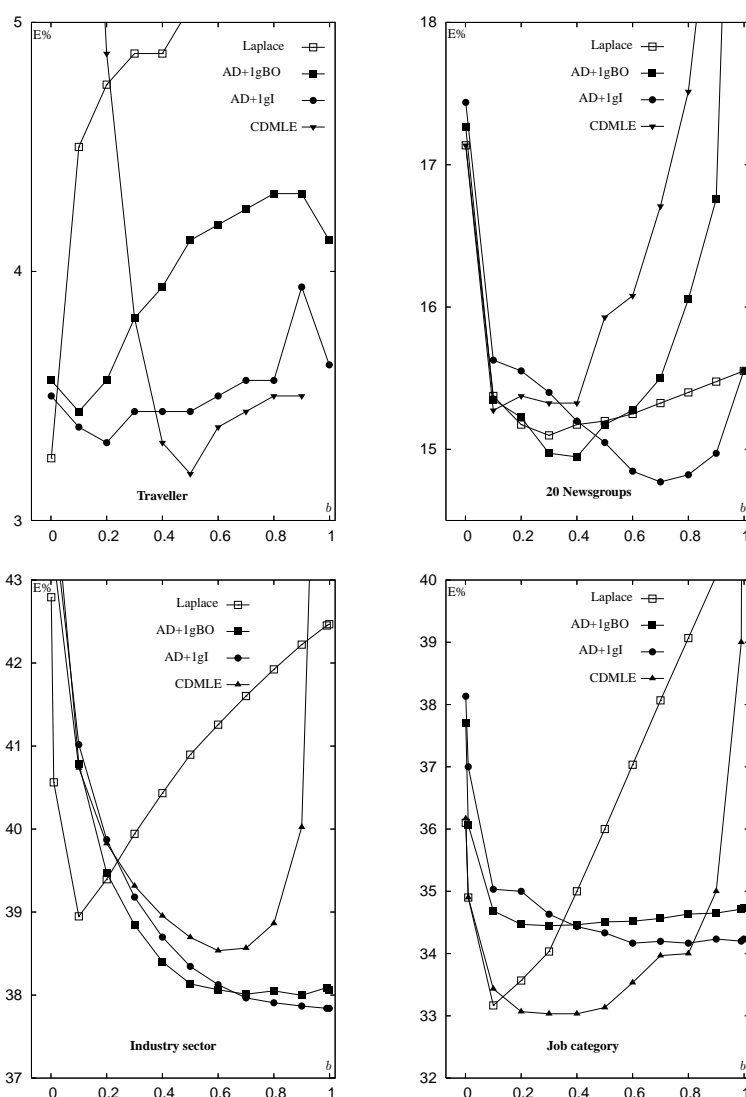 5
E%
Laplace
AD+1gBO
AD+1gI
CDMLE
4
Traveller
3
b
0 0.2 0.4 0.6 0.8 1
18
E%
Laplace
AD+1gBO
AD+1gI
CDMLE
17
16
15
20 Newsgroups
b
0 0.2 0.4 0.6 0.8 1
43
E%
Laplace
AD+1gBO
AD+1gI
CDMLE
42
41
40
39
38
Industry sector
37
b
0 0.2 0.4 0.6 0.8 1
40
E%
Laplace
AD+1gBO
AD+1gI
CDMLE
39
38
37
36
35
34
33
Job category
32
b
0 0.2 0.4 0.6 0.8 1